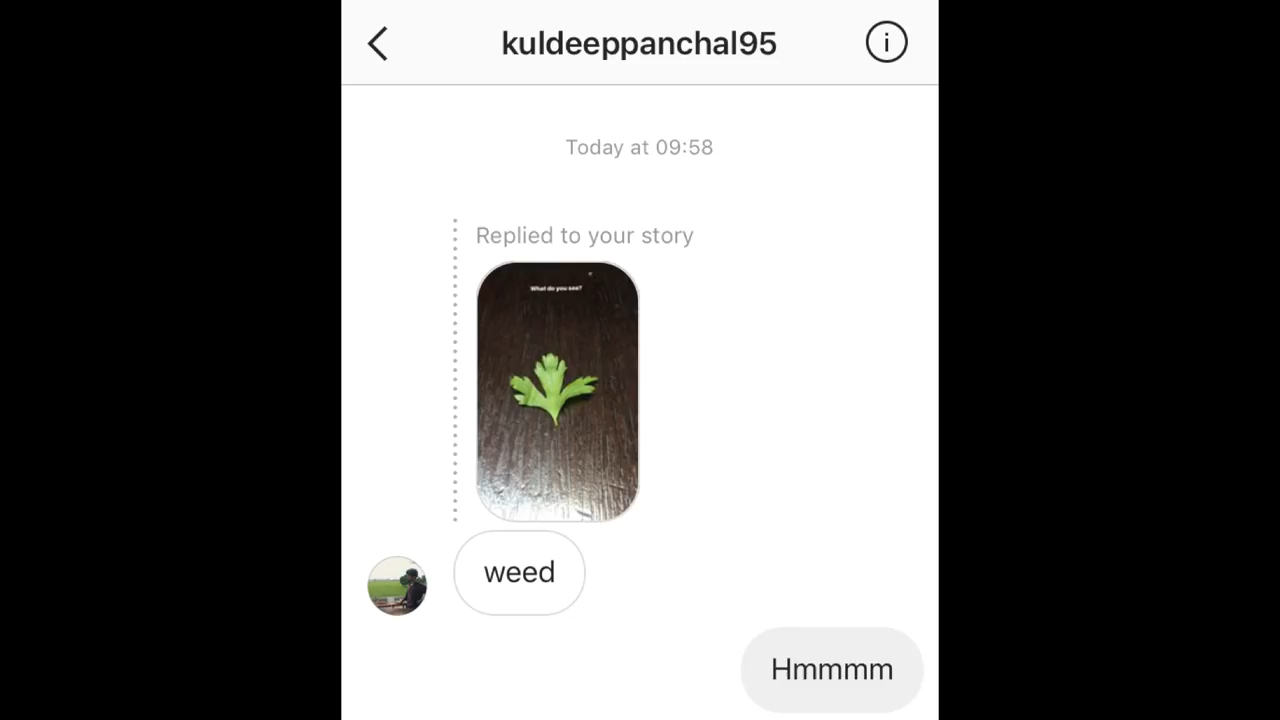 kuldeeppanchal95
Today at 09:58
Replied to your story
What do you see?
weed
Hmmmm